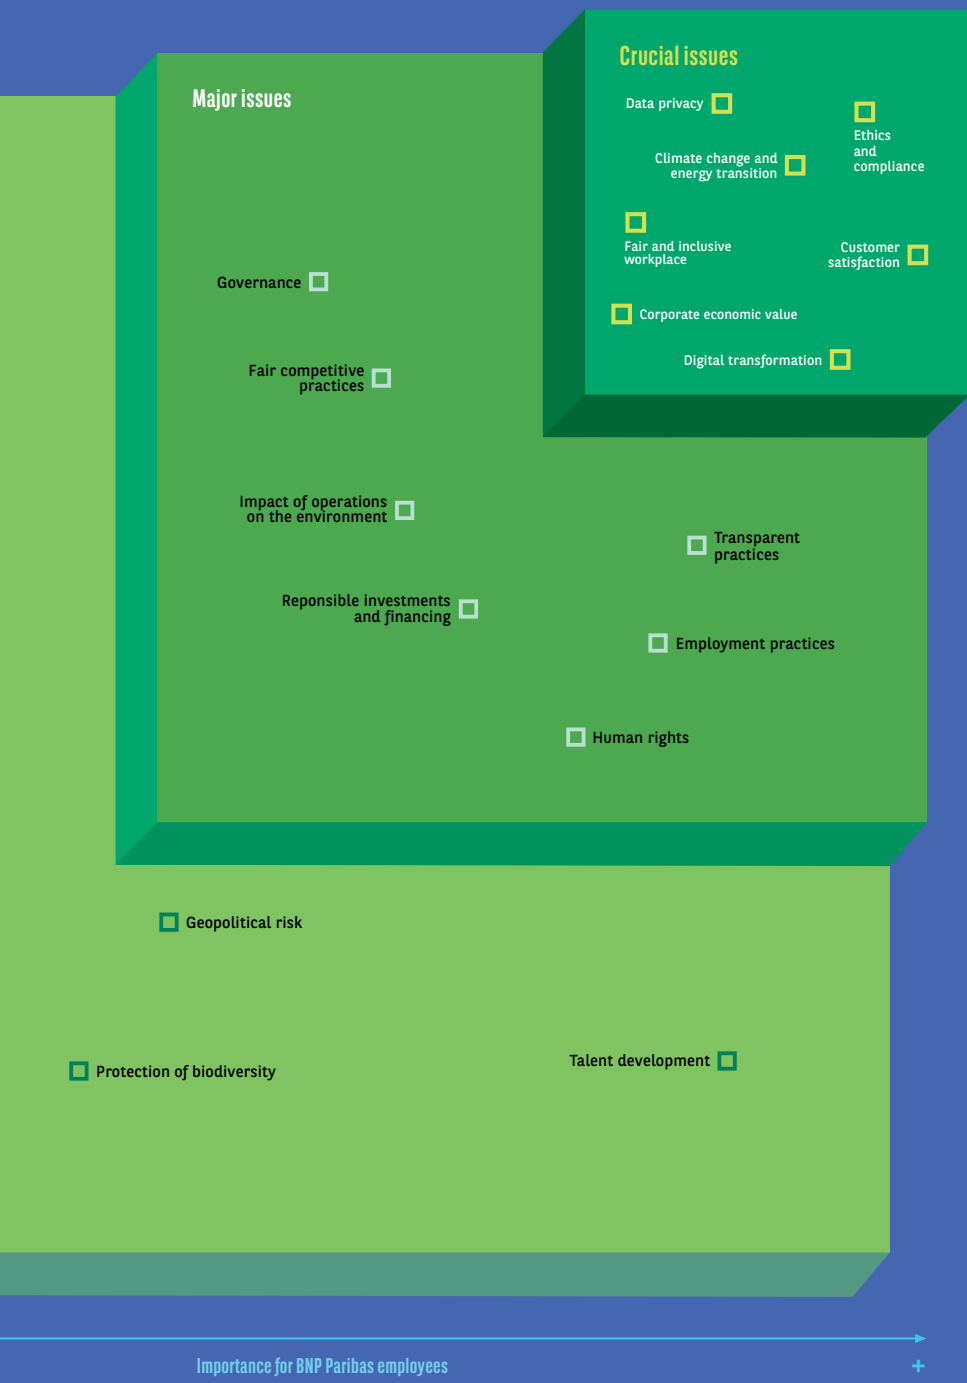 Crucial issues
Major issues
Data privacy
Ethics
and
compliance
Climate change and
energy transition
Fair and inclusive
workplace
Customer
satisfaction
Governance
Corporate economic value
Digital transformation
Fair competitive
practices
Impact of operations
on the environment
Transparent
practices
Reponsible investments
and financing
Employment practices
Human rights
Geopolitical risk
Talent development
Protection of biodiversity
Importance for BNP Paribas employees
+